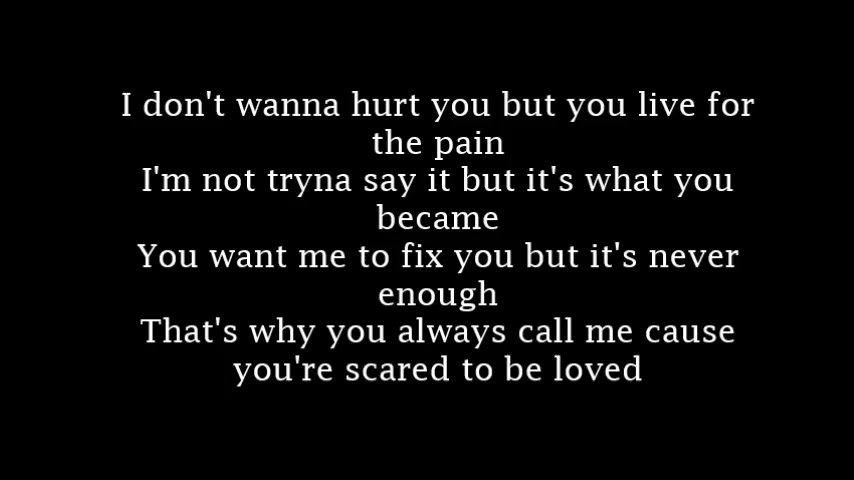 I don't wanna hurt you but you live for
the pain
I'm not tryna say it but it's what you
became
You want me to fix you but it's never
enough
That's why you always call me cause
you're scared to be loved